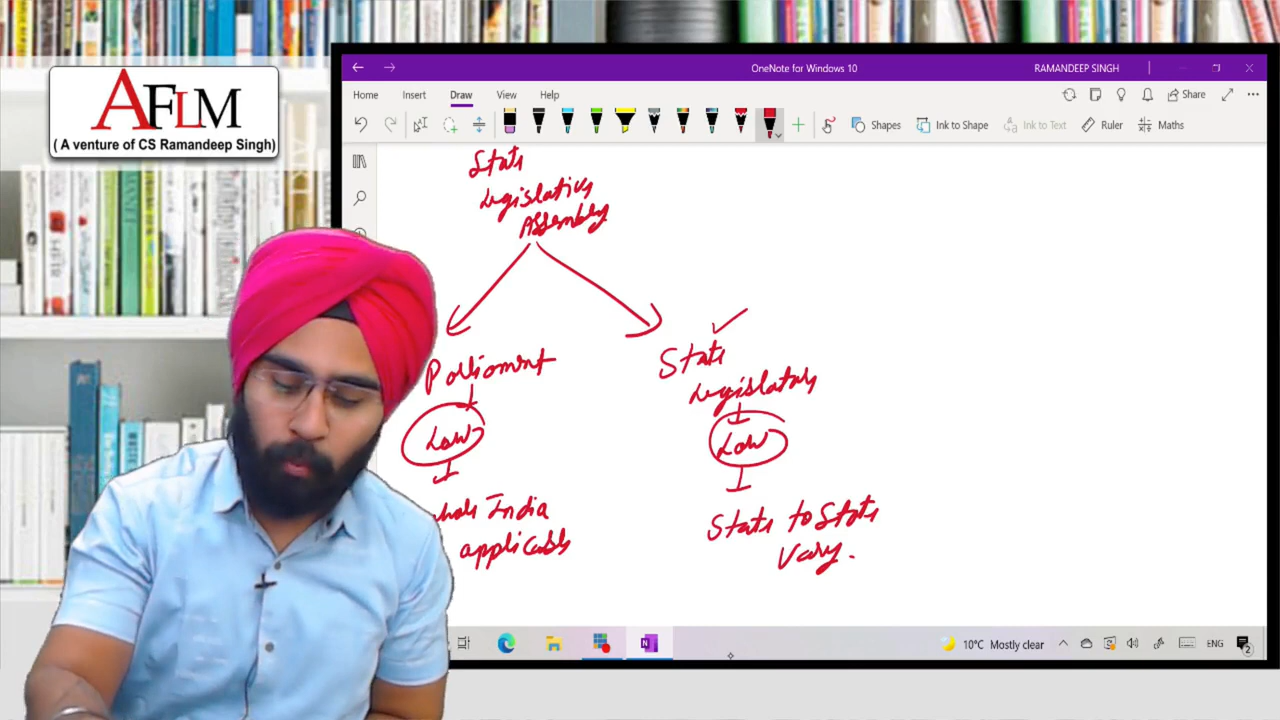 AFLM
( A venture of CS Ramandeep Singh)
OneNote for Windows 10
RAMANDEEP SINGH
Home Insert Draw View Help
Share
Shapes Ink to Shape Ink to Text Ruler Maths
State
Legislative
Assembly
Parliament
Law
India
applicable
State
Legislature
Law
State to State
Vary.
10°C Mostly clear
ENG
2